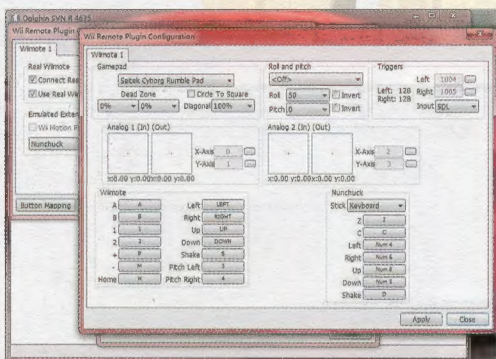 Dolphin SVN R 4635
Wii Remote Plugin Configuration
Wiimote 1
Real Wiimote
Connect Rea
Use Real Wii
Emulated Exten
Wii Motion P
Nunchuck
Button Mapping
Wii Remote Plugin Configuration
Wiimote 1
Gamepad
Saitek Cyborg Rumble Pad
Dead Zone
Circle To Square
0% 0% Diagonal 100%
Roll and pitch
<Off>
Roll 50 Invert
Pitch 0 Invert
Triggers
Left 1004
Left: 128 Right 1005
Right: 128 Input SDL
Analog 1 (In) (Out)
X-Axis 0
Y-Axis 1
x:0.00 y:0.00 x:0.00 y:0.00
Analog 2 (In) (Out)
X-Axis 2
Y-Axis 3
x:0.00 y:0.00 x:0.00 y:0.00
Wiimote
A A Left LEFT
B B Right RIGHT
1 1 Up UP
2 2 Down DOWN
+ P Shake
- M Pitch Left 3
Home H Pitch Right 4
Nunchuck
Stick Keyboard
Z Z
C C
Left Num 4
Right Num 6
Up Num 8
Down Num 5
Shake D
Apply Close